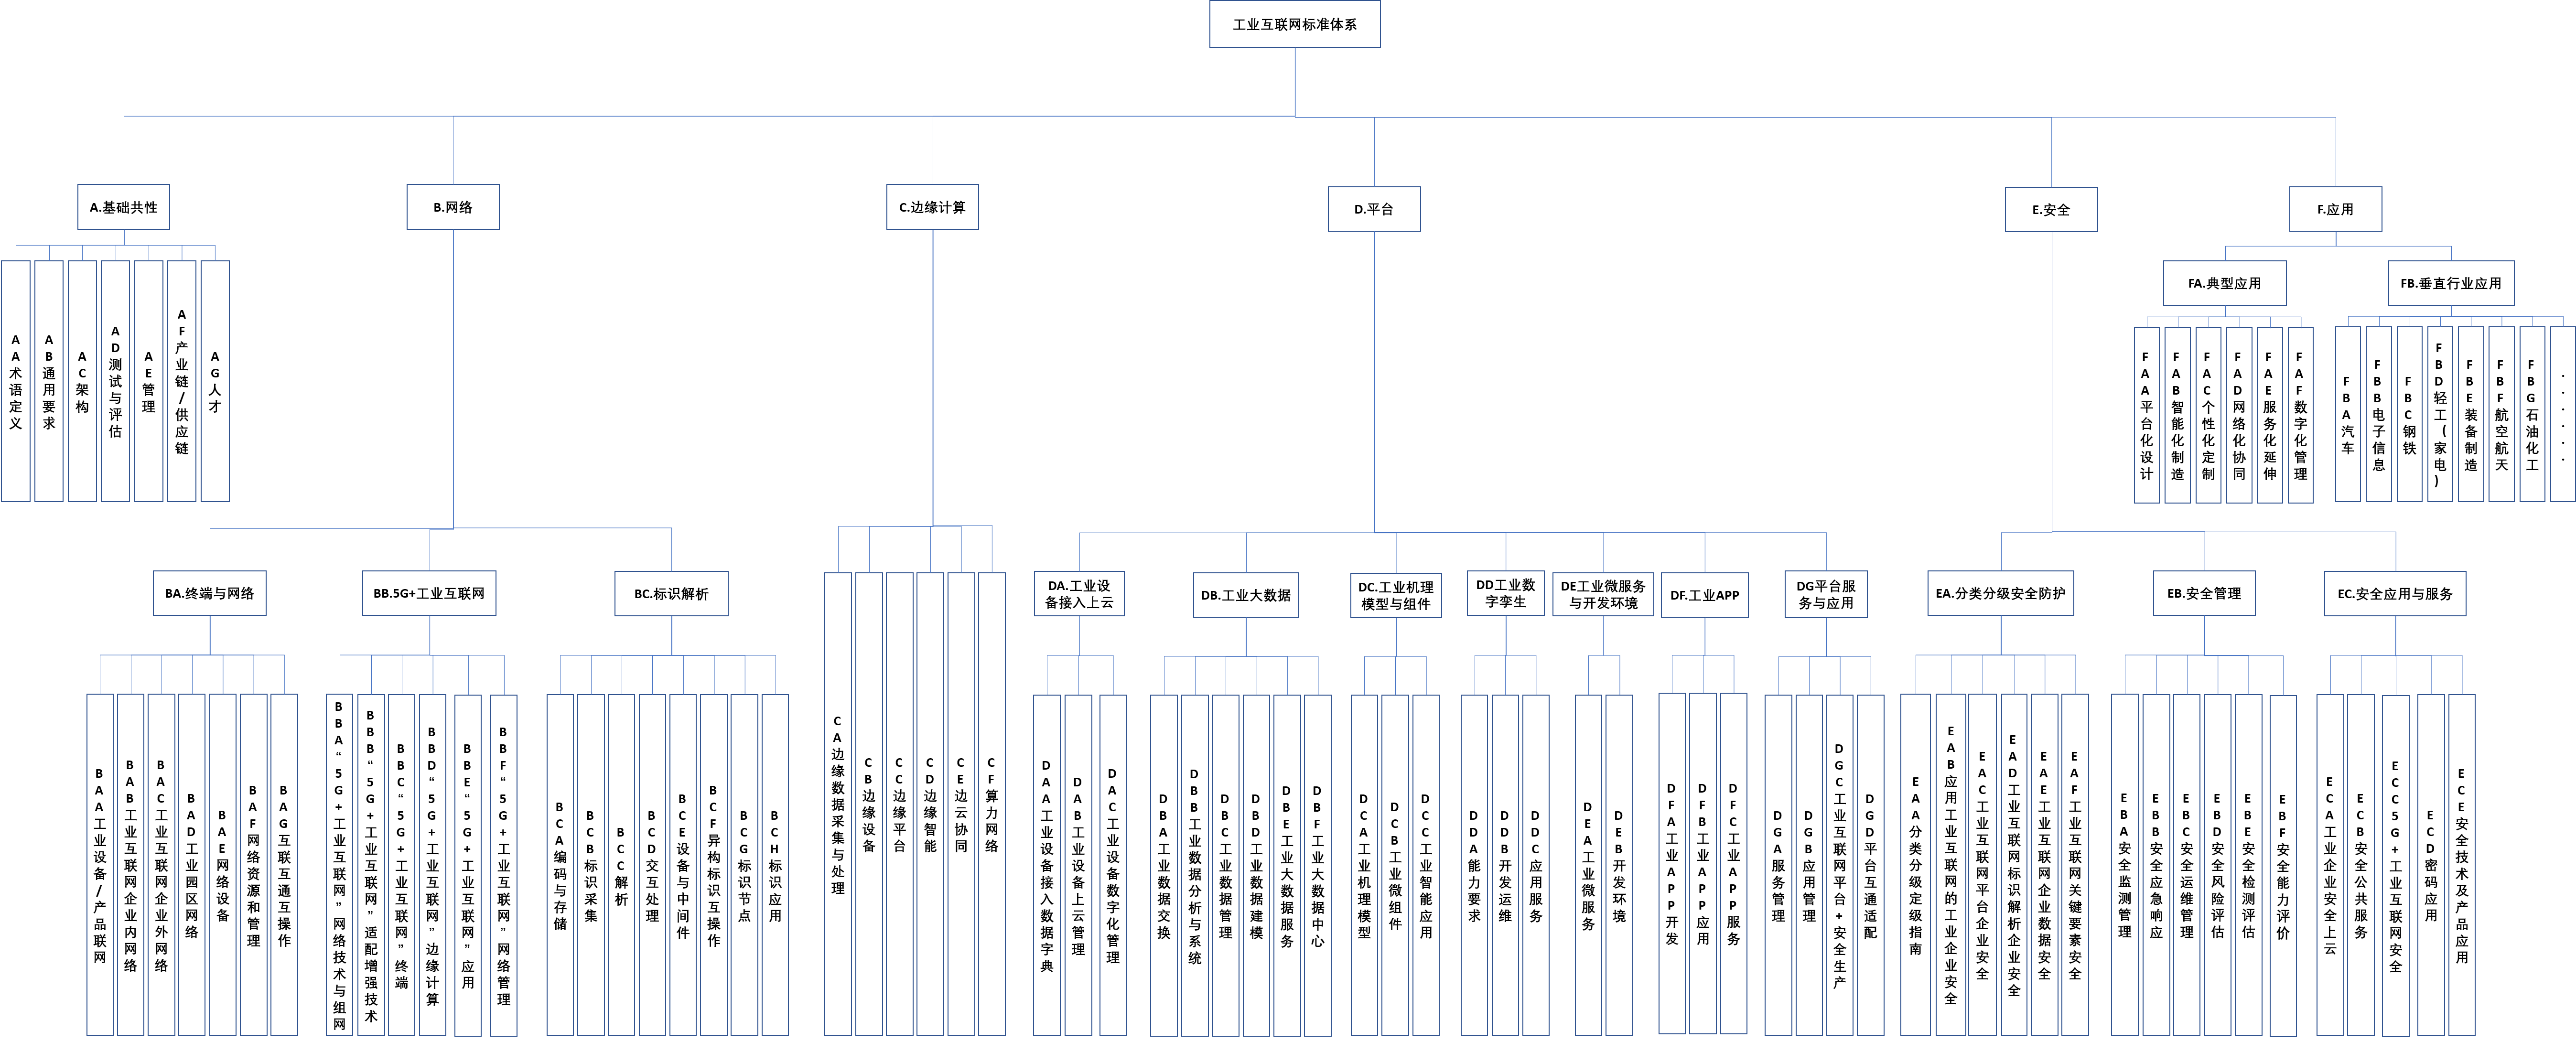 工业互联网标准体系
A.基础共性
B.网络
C.边缘计算
D.平台
E.安全
F.应用
AA术语定义
AB通用要求
AC架构
AD测试与评估
AE管理
AF产业链/供应链
AG人才
FA.典型应用
FB.垂直行业应用
FAA平台化设计
FAB智能化制造
FAC个性化定制
FAD网络化协同
FAE服务化延伸
FAF数字化管理
FBA汽车
FBB电子信息
FBC钢铁
FBD轻工(家电)
FBE装备制造
FBF航空航天
FBG石油化工
......
BA.终端与网络
BB.5G+工业互联网
BC.标识解析
DA.工业设
备接入上云
DB.工业大数据
DC.工业机理
模型与组件
DD工业数
字孪生
DE工业微服务
与开发环境
DF.工业APP
DG平台服
务与应用
EA.分类分级安全防护
EB.安全管理
EC.安全应用与服务
BAA工业设备/产品联网
BAB工业互联网企业内网络
BAC工业互联网企业外网络
BAD工业园区网络
BAE网络设备
BAF网络资源和管理
BAG互联互通互操作
BBA“5G+工业互联网”网络技术与组网
BBB“5G+工业互联网”适配增强技术
BBC“5G+工业互联网”终端
BBD“5G+工业互联网”边缘计算
BBE“5G+工业互联网”应用
BBF“5G+工业互联网”网络管理
BCA编码与存储
BCB标识采集
BCC解析
BCD交互处理
BCE设备与中间件
BCF异构标识互操作
BCG标识节点
BCH标识应用
CA边缘数据采集与处理
CB边缘设备
CC边缘平台
CD边缘智能
CE边云协同
CF算力网络
DAA工业设备接入数据字典
DAB工业设备上云管理
DAC工业设备数字化管理
DBA工业数据交换
DBB工业数据分析与系统
DBC工业数据管理
DBD工业数据建模
DBE工业大数据服务
DBF工业大数据中心
DCA工业机理模型
DCB工业微组件
DCC工业智能应用
DDA能力要求
DDB开发运维
DDC应用服务
DEA工业微服务
DEB开发环境
DFA工业APP开发
DFB工业APP应用
DFC工业APP服务
DGA服务管理
DGB应用管理
DGC工业互联网平台+安全生产
DGD平台互通适配
EAA分类分级定级指南
EAB应用工业互联网的工业企业安全
EAC工业互联网平台企业安全
EAD工业互联网标识解析企业安全
EAE工业互联网企业数据安全
EAF工业互联网关键要素安全
EBA安全监测管理
EBB安全应急响应
EBC安全运维管理
EBD安全风险评估
EBE安全检测评估
EBF安全能力评价
ECA工业企业安全上云
ECB安全公共服务
ECC5G+工业互联网安全
ECD密码应用
ECE安全技术及产品应用